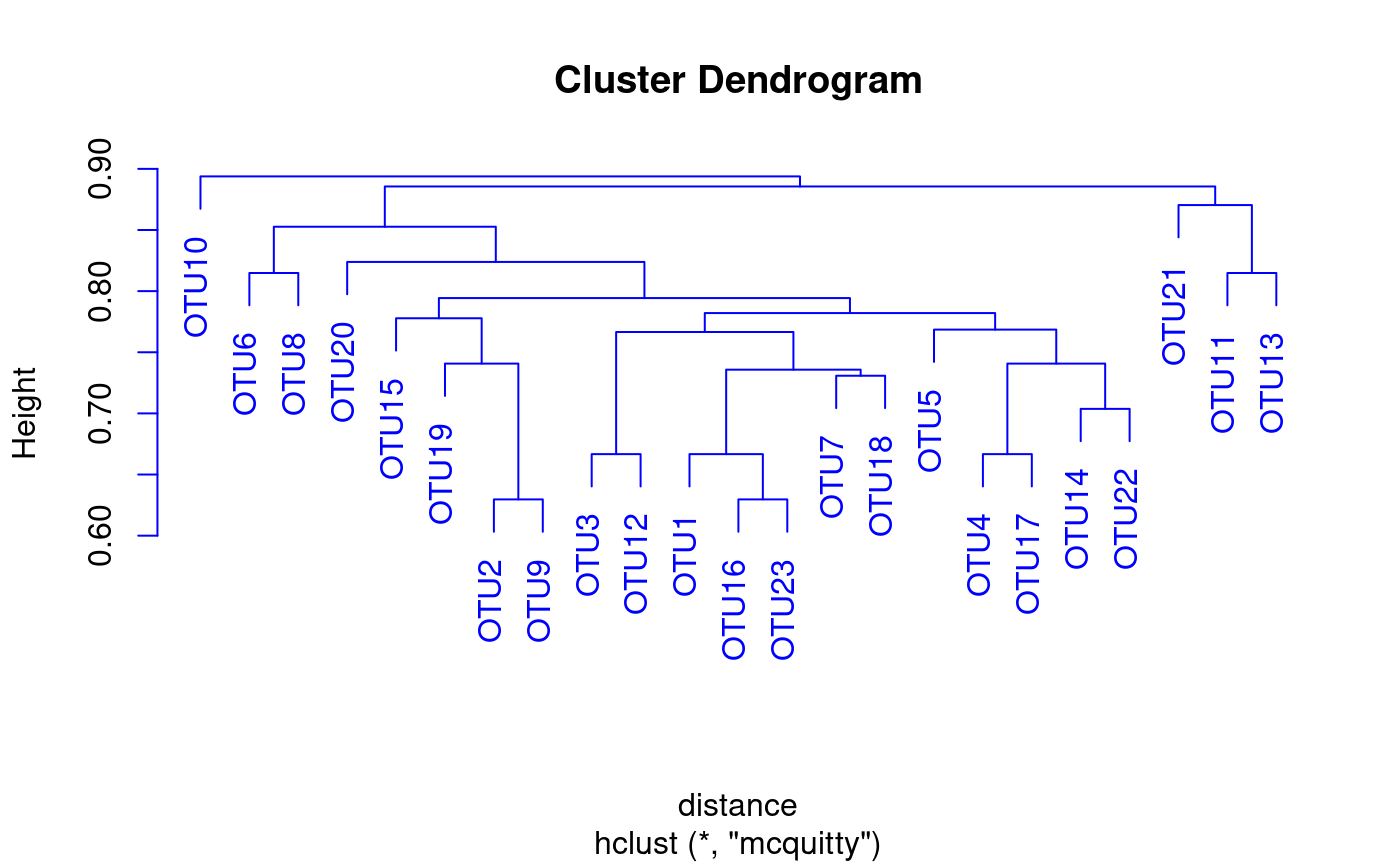 Cluster Dendrogram
Height
0.90
0.80
0.70
0.60
OTU10
OTU6
OTU8
OTU20
OTU15
OTU19
OTU2
OTU9
OTU3
OTU12
OTU1
OTU16
OTU23
OTU7
OTU18
OTU5
OTU4
OTU17
OTU14
OTU22
OTU21
OTU11
OTU13
distance
hclust (*, "mcquitty")